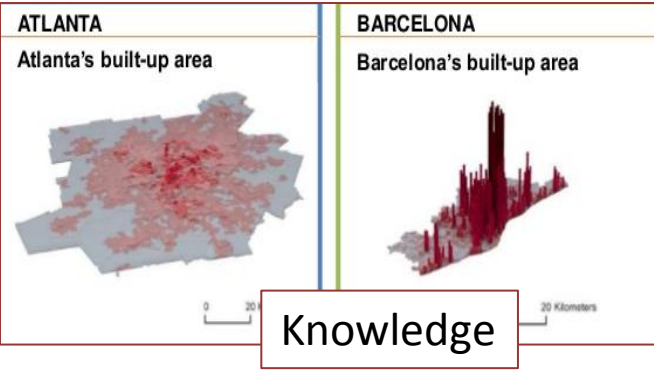 ATLANTA
Atlanta's built-up area
BARCELONA
Barcelona's built-up area
0 20
20 Kilometers
Knowledge